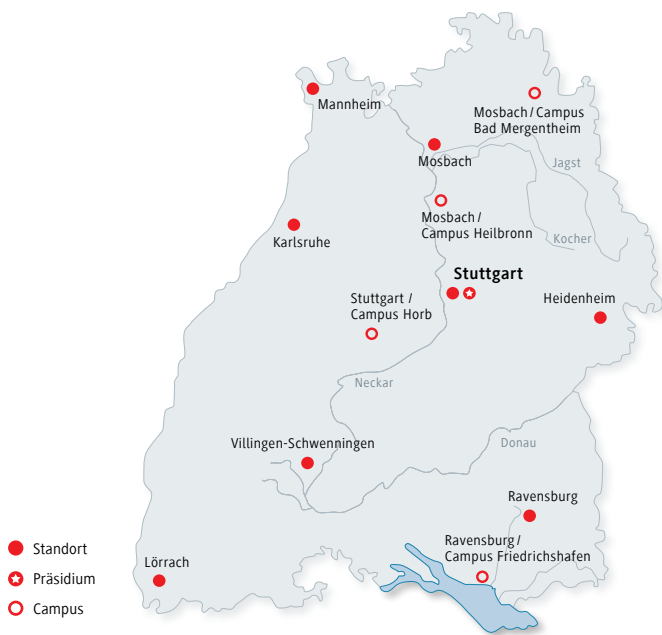 Mannheim
Mosbach / Campus
Bad Mergentheim
Mosbach
Jagst
Mosbach /
Campus Heilbronn
Karlsruhe
Kocher
Stuttgart
Stuttgart /
Campus Horb
Heidenheim
Neckar
Villingen-Schwenningen
Donau
Ravensburg
Ravensburg /
Campus Friedrichshafen
Lörrach
Standort
Präsidium
Campus